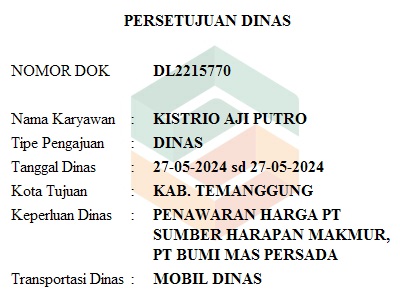 PERSETUJUAN DINAS
NOMOR DOK DL2215770
Nama Karyawan : KISTRIO AJI PUTRO
Tipe Pengajuan : DINAS
Tanggal Dinas : 27-05-2024 sd 27-05-2024
Kota Tujuan : KAB. TEMANGGUNG
Keperluan Dinas : PENAWARAN HARGA PT
SUMBER HARAPAN MAKMUR,
PT BUMI MAS PERSADA
Transportasi Dinas : MOBIL DINAS